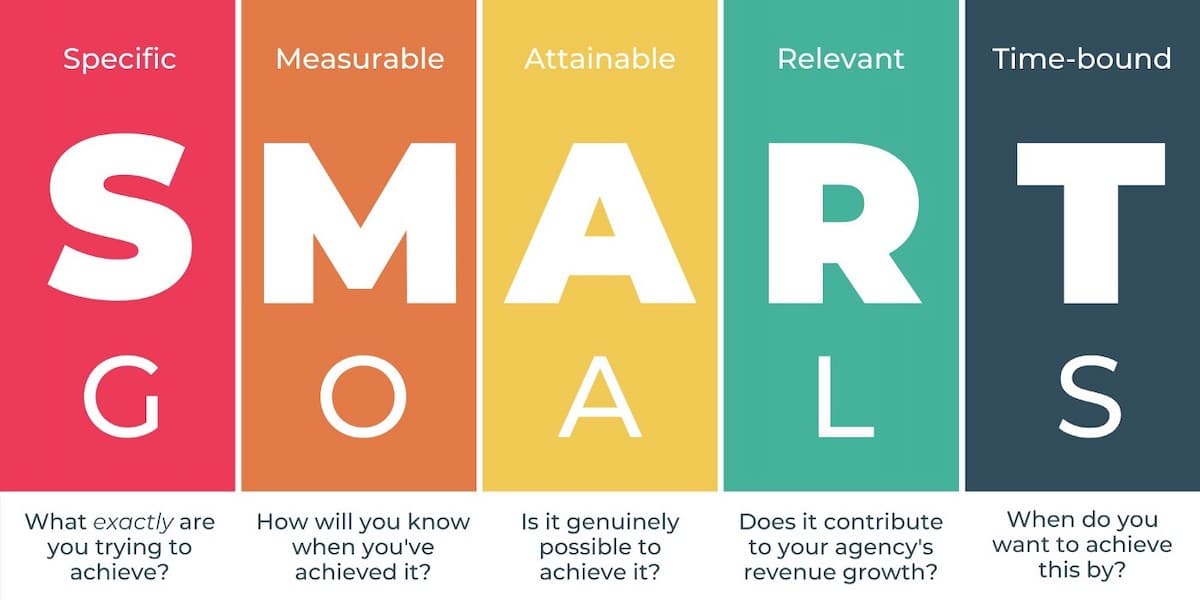 Specific Measurable Attainable Relevant Time-bound
S M A R T
G O A L S
What exactly are
you trying to
achieve?
How will you know
when you've
achieved it?
Is it genuinely
possible to
achieve it?
Does it contribute
to your agency's
revenue growth?
When do you
want to achieve
this by?